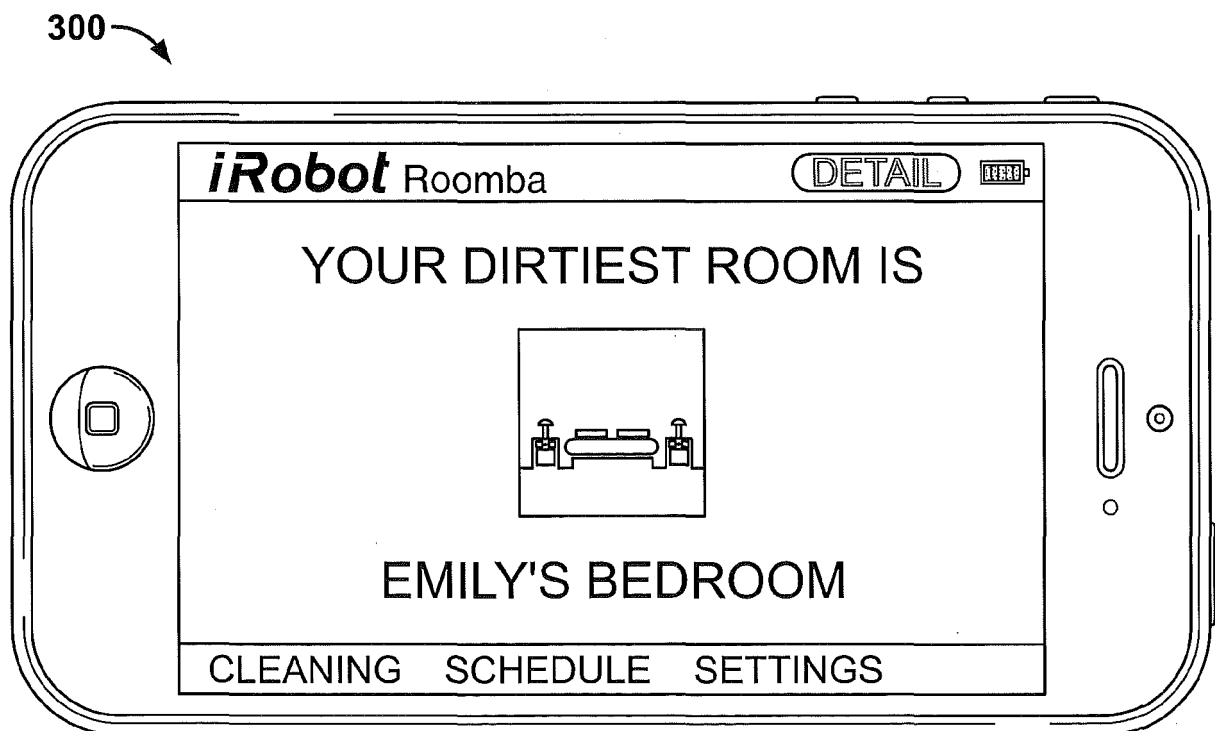 300
iRobot Roomba DETAIL
YOUR DIRTIEST ROOM IS
EMILY'S BEDROOM
CLEANING SCHEDULE SETTINGS